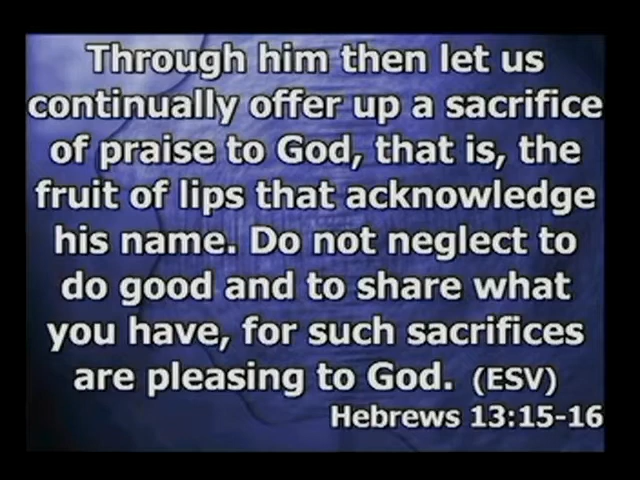 Through him then let us
continually offer up a sacrifice
of praise to God, that is, the
fruit of lips that acknowledge
his name. Do not neglect to
do good and to share what
you have, for such sacrifices
are pleasing to God. (ESV)
Hebrews 13:15-16